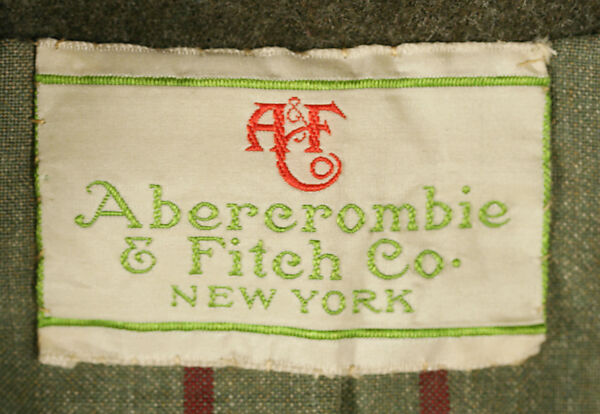 A&F Co
Abercrombie
& Fitch Co.
NEW YORK